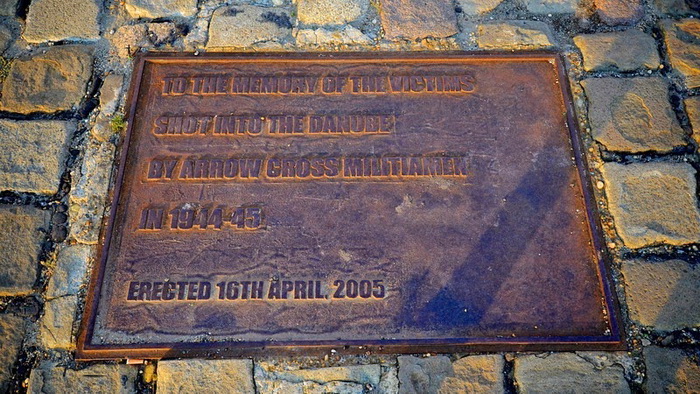 TO THE MEMORY OF THE VICTIMS
SHOT INTO THE DANUBE
BY ARROW CROSS MILITIAMEN
IN 1944-45
ERECTED 16TH APRIL, 2005